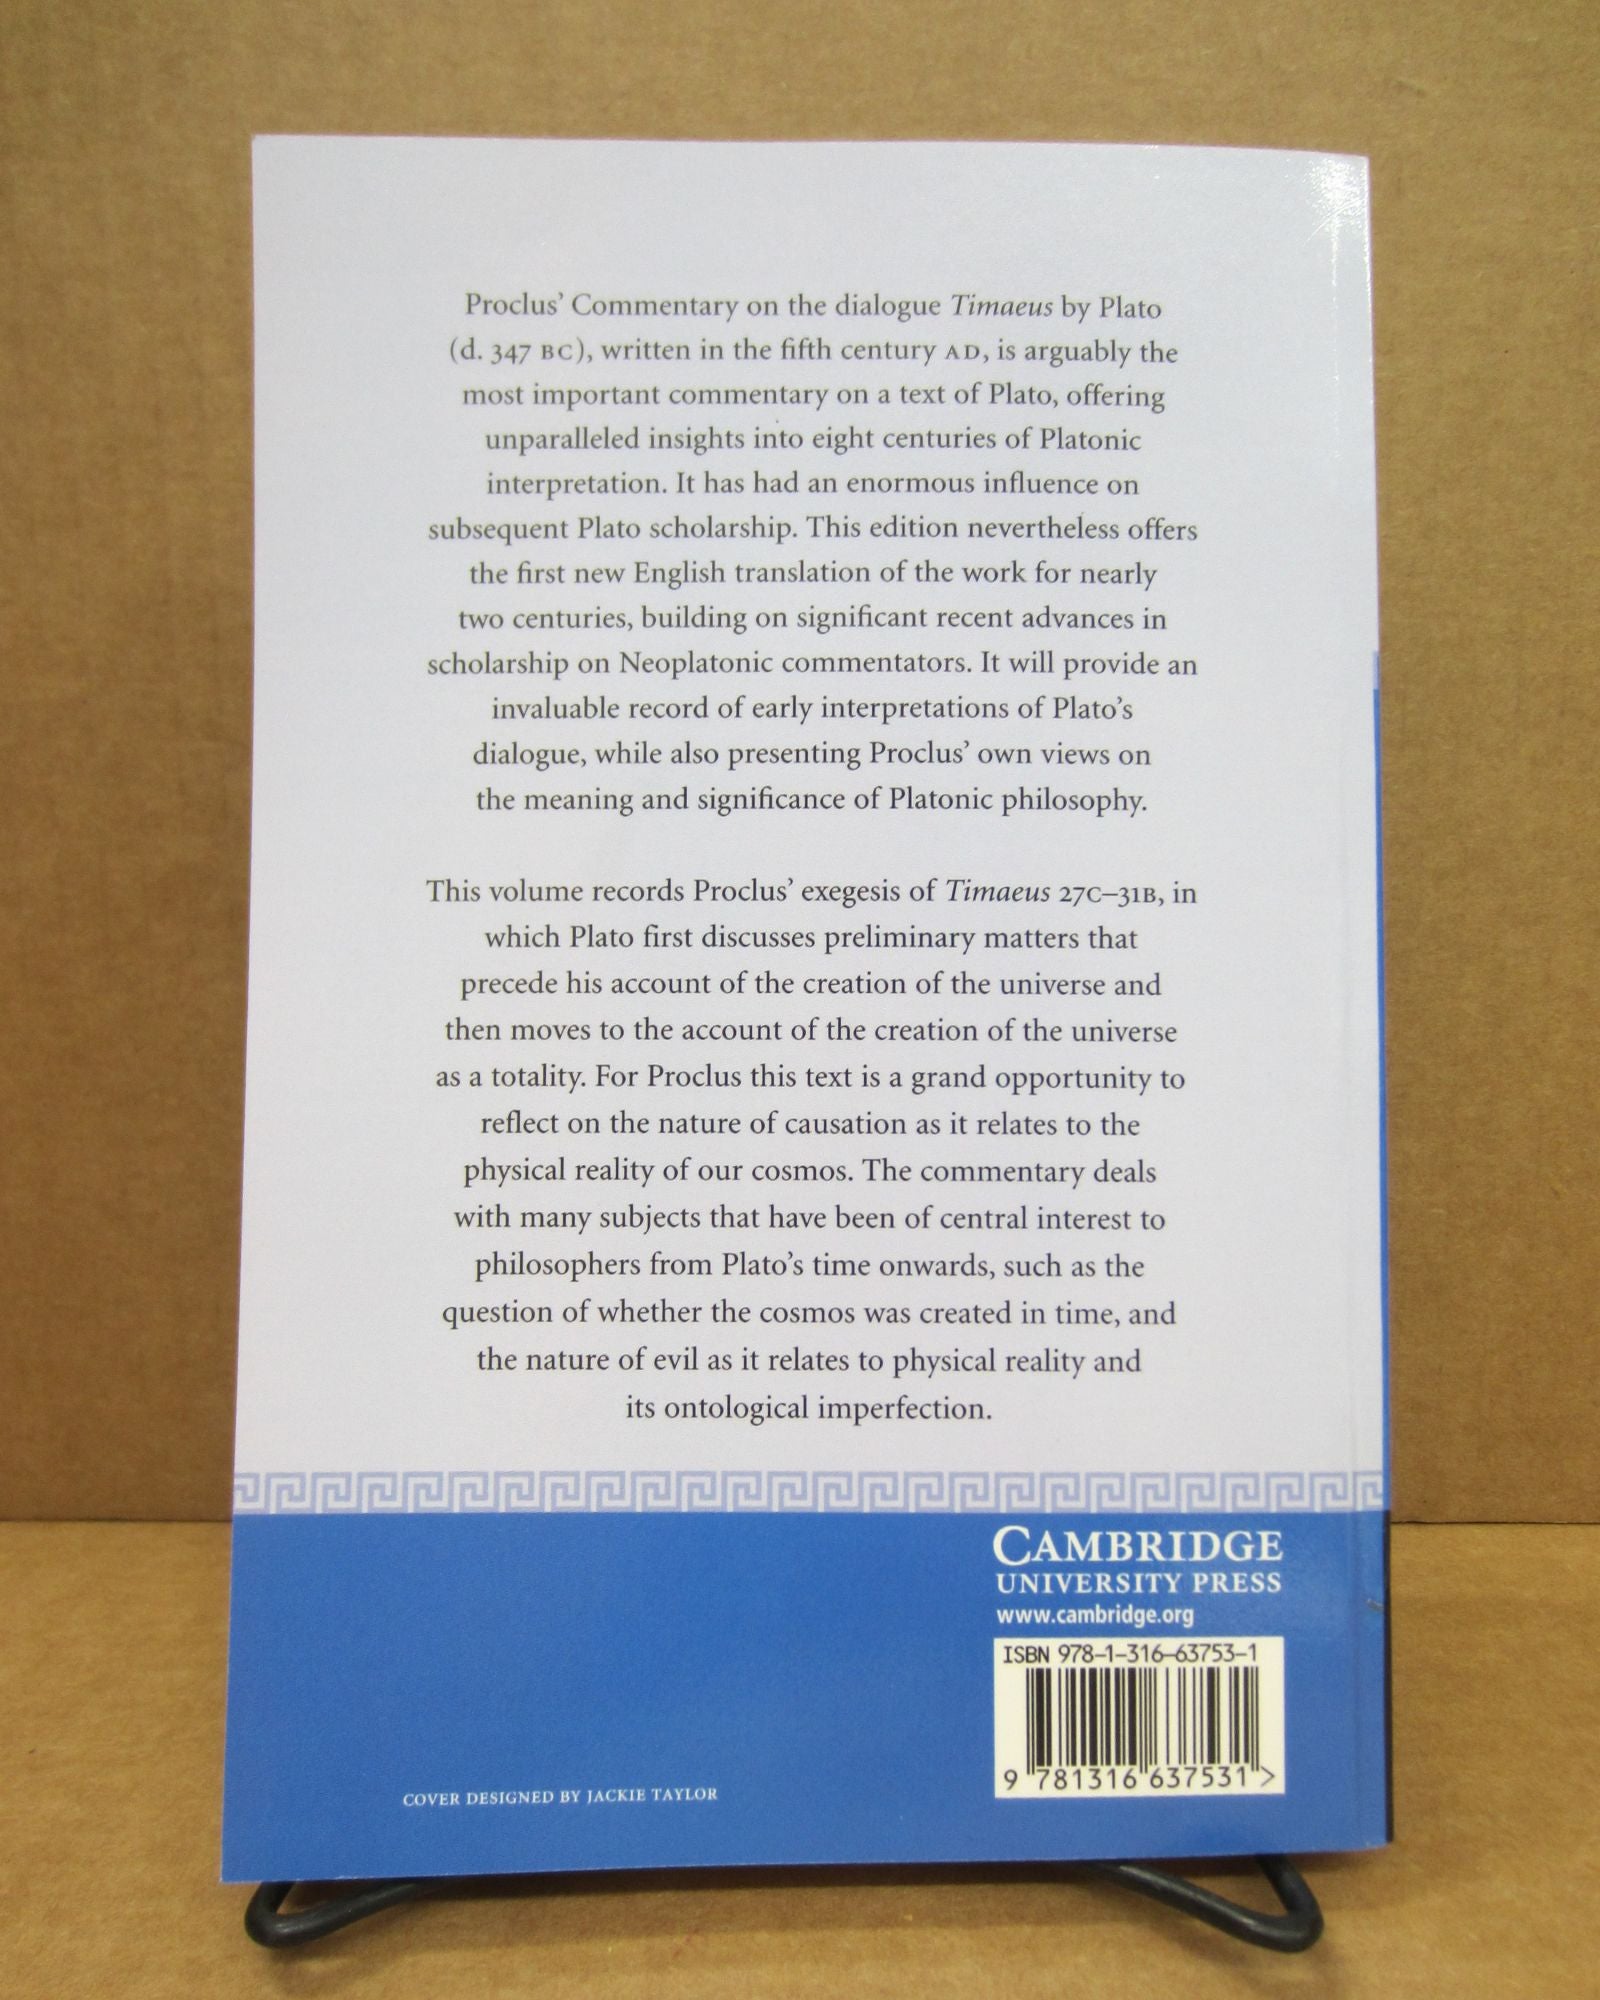 Proclus’ Commentary on the dialogue Timaeus by Plato
(d. 347 BC), written in the fifth century AD, is arguably the
most important commentary on a text of Plato, offering
unparalleled insights into eight centuries of Platonic
interpretation. It has had an enormous influence on
subsequent Plato scholarship. This edition nevertheless offers
the first new English translation of the work for nearly
two centuries, building on significant recent advances in
scholarship on Neoplatonic commentators. It will provide an
invaluable record of early interpretations of Plato’s
dialogue, while also presenting Proclus’ own views on
the meaning and significance of Platonic philosophy.
This volume records Proclus’ exegesis of Timaeus 27C–31B, in
which Plato first discusses preliminary matters that
precede his account of the creation of the universe and
then moves to the account of the creation of the universe
as a totality. For Proclus this text is a grand opportunity to
reflect on the nature of causation as it relates to the
physical reality of our cosmos. The commentary deals
with many subjects that have been of central interest to
philosophers from Plato’s time onwards, such as the
question of whether the cosmos was created in time, and
the nature of evil as it relates to physical reality and
its ontological imperfection.
CAMBRIDGE
UNIVERSITY PRESS
www.cambridge.org
ISBN 978-1-316-63753-1
9 781316 637531 >
COVER DESIGNED BY JACKIE TAYLOR